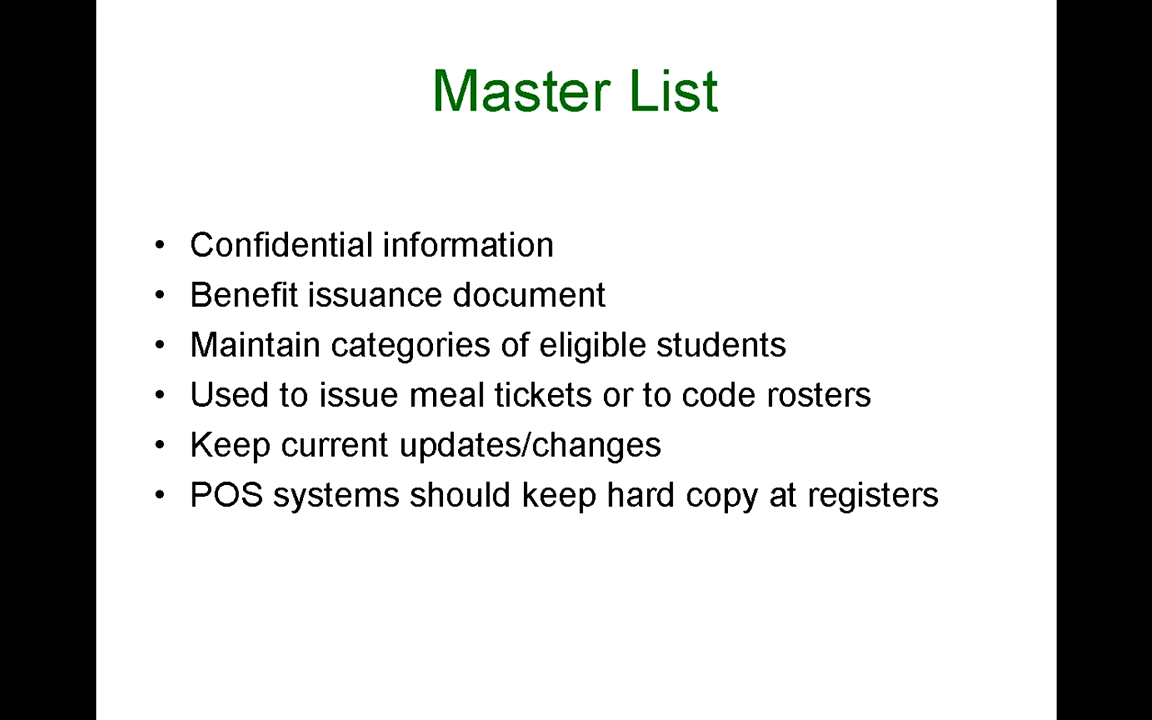 Master List
• Confidential information
• Benefit issuance document
• Maintain categories of eligible students
• Used to issue meal tickets or to code rosters
• Keep current updates/changes
• POS systems should keep hard copy at registers